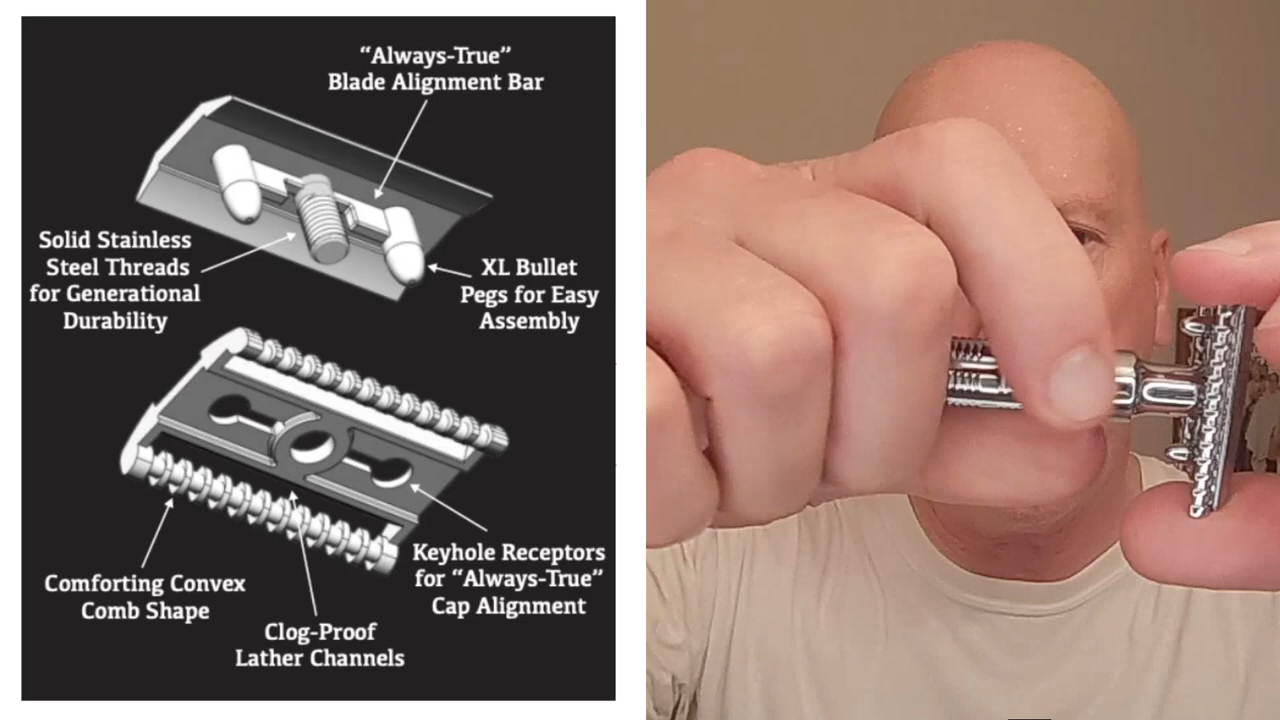 “Always-True”
Blade Alignment Bar
Solid Stainless
Steel Threads
for Generational
Durability
XL Bullet
Pegs for Easy
Assembly
Keyhole Receptors
for “Always-True”
Cap Alignment
Comforting Convex
Comb Shape
Clog-Proof
Lather Channels